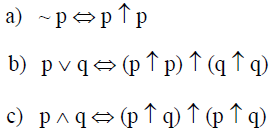 a) ~ p ⇔ p ↑ p
b) p ∨ q ⇔ (p ↑ p) ↑ (q ↑ q)
c) p ∧ q ⇔ (p ↑ q) ↑ (p ↑ q)